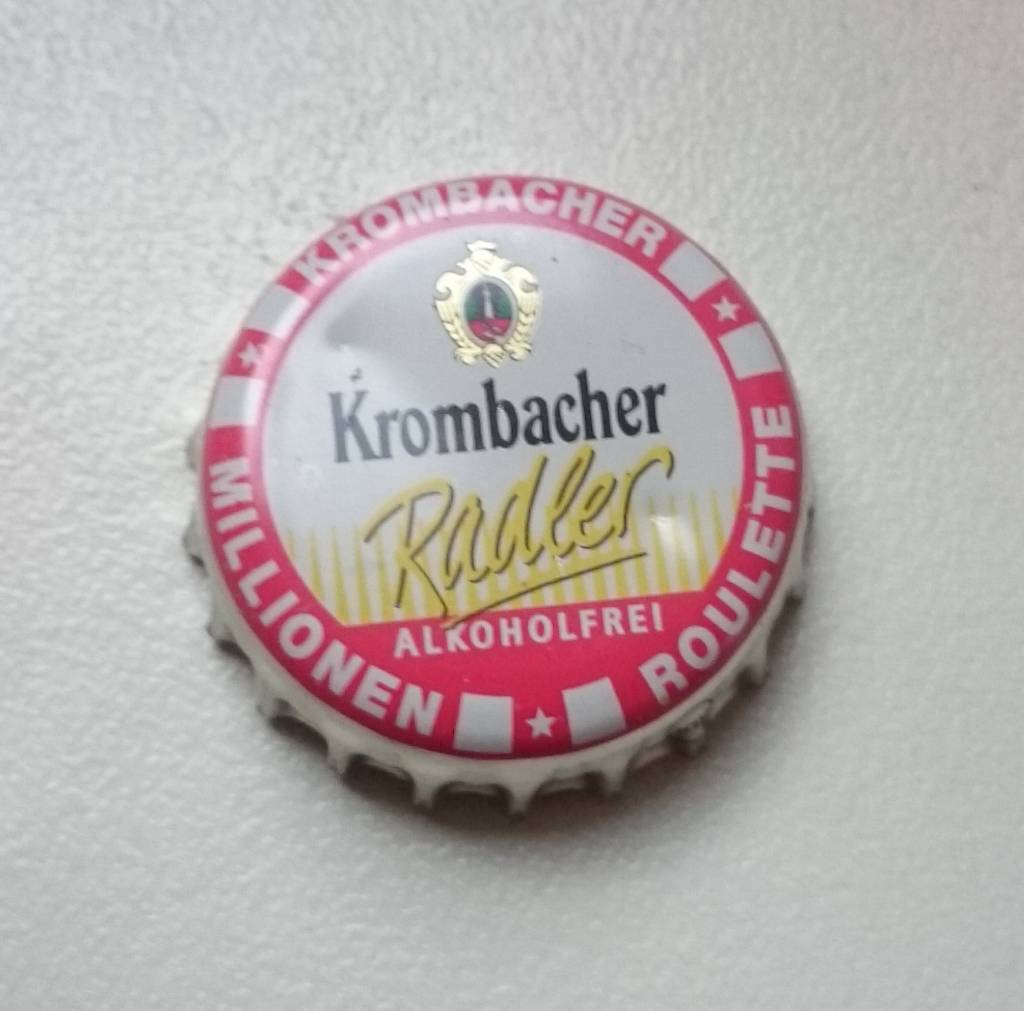 KROMBACHER
Krombacher
Radler
ALKOHOLFREI
MILLIONEN
ROULETTE